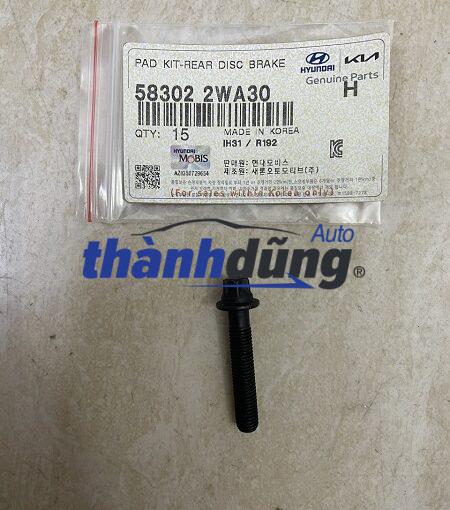 PAD KIT-REAR DISC BRAKE
HYUNDAI KIA
Genuine Parts
58302 2WA30
H
QTY: 15 MADE IN KOREA
IH31 / R192
HYUNDAI
MOBIS
판매원: 현대모비스
제조원: 새론오토모티브(주)
(For sales within Korea only)
Auto
thànhdũng®